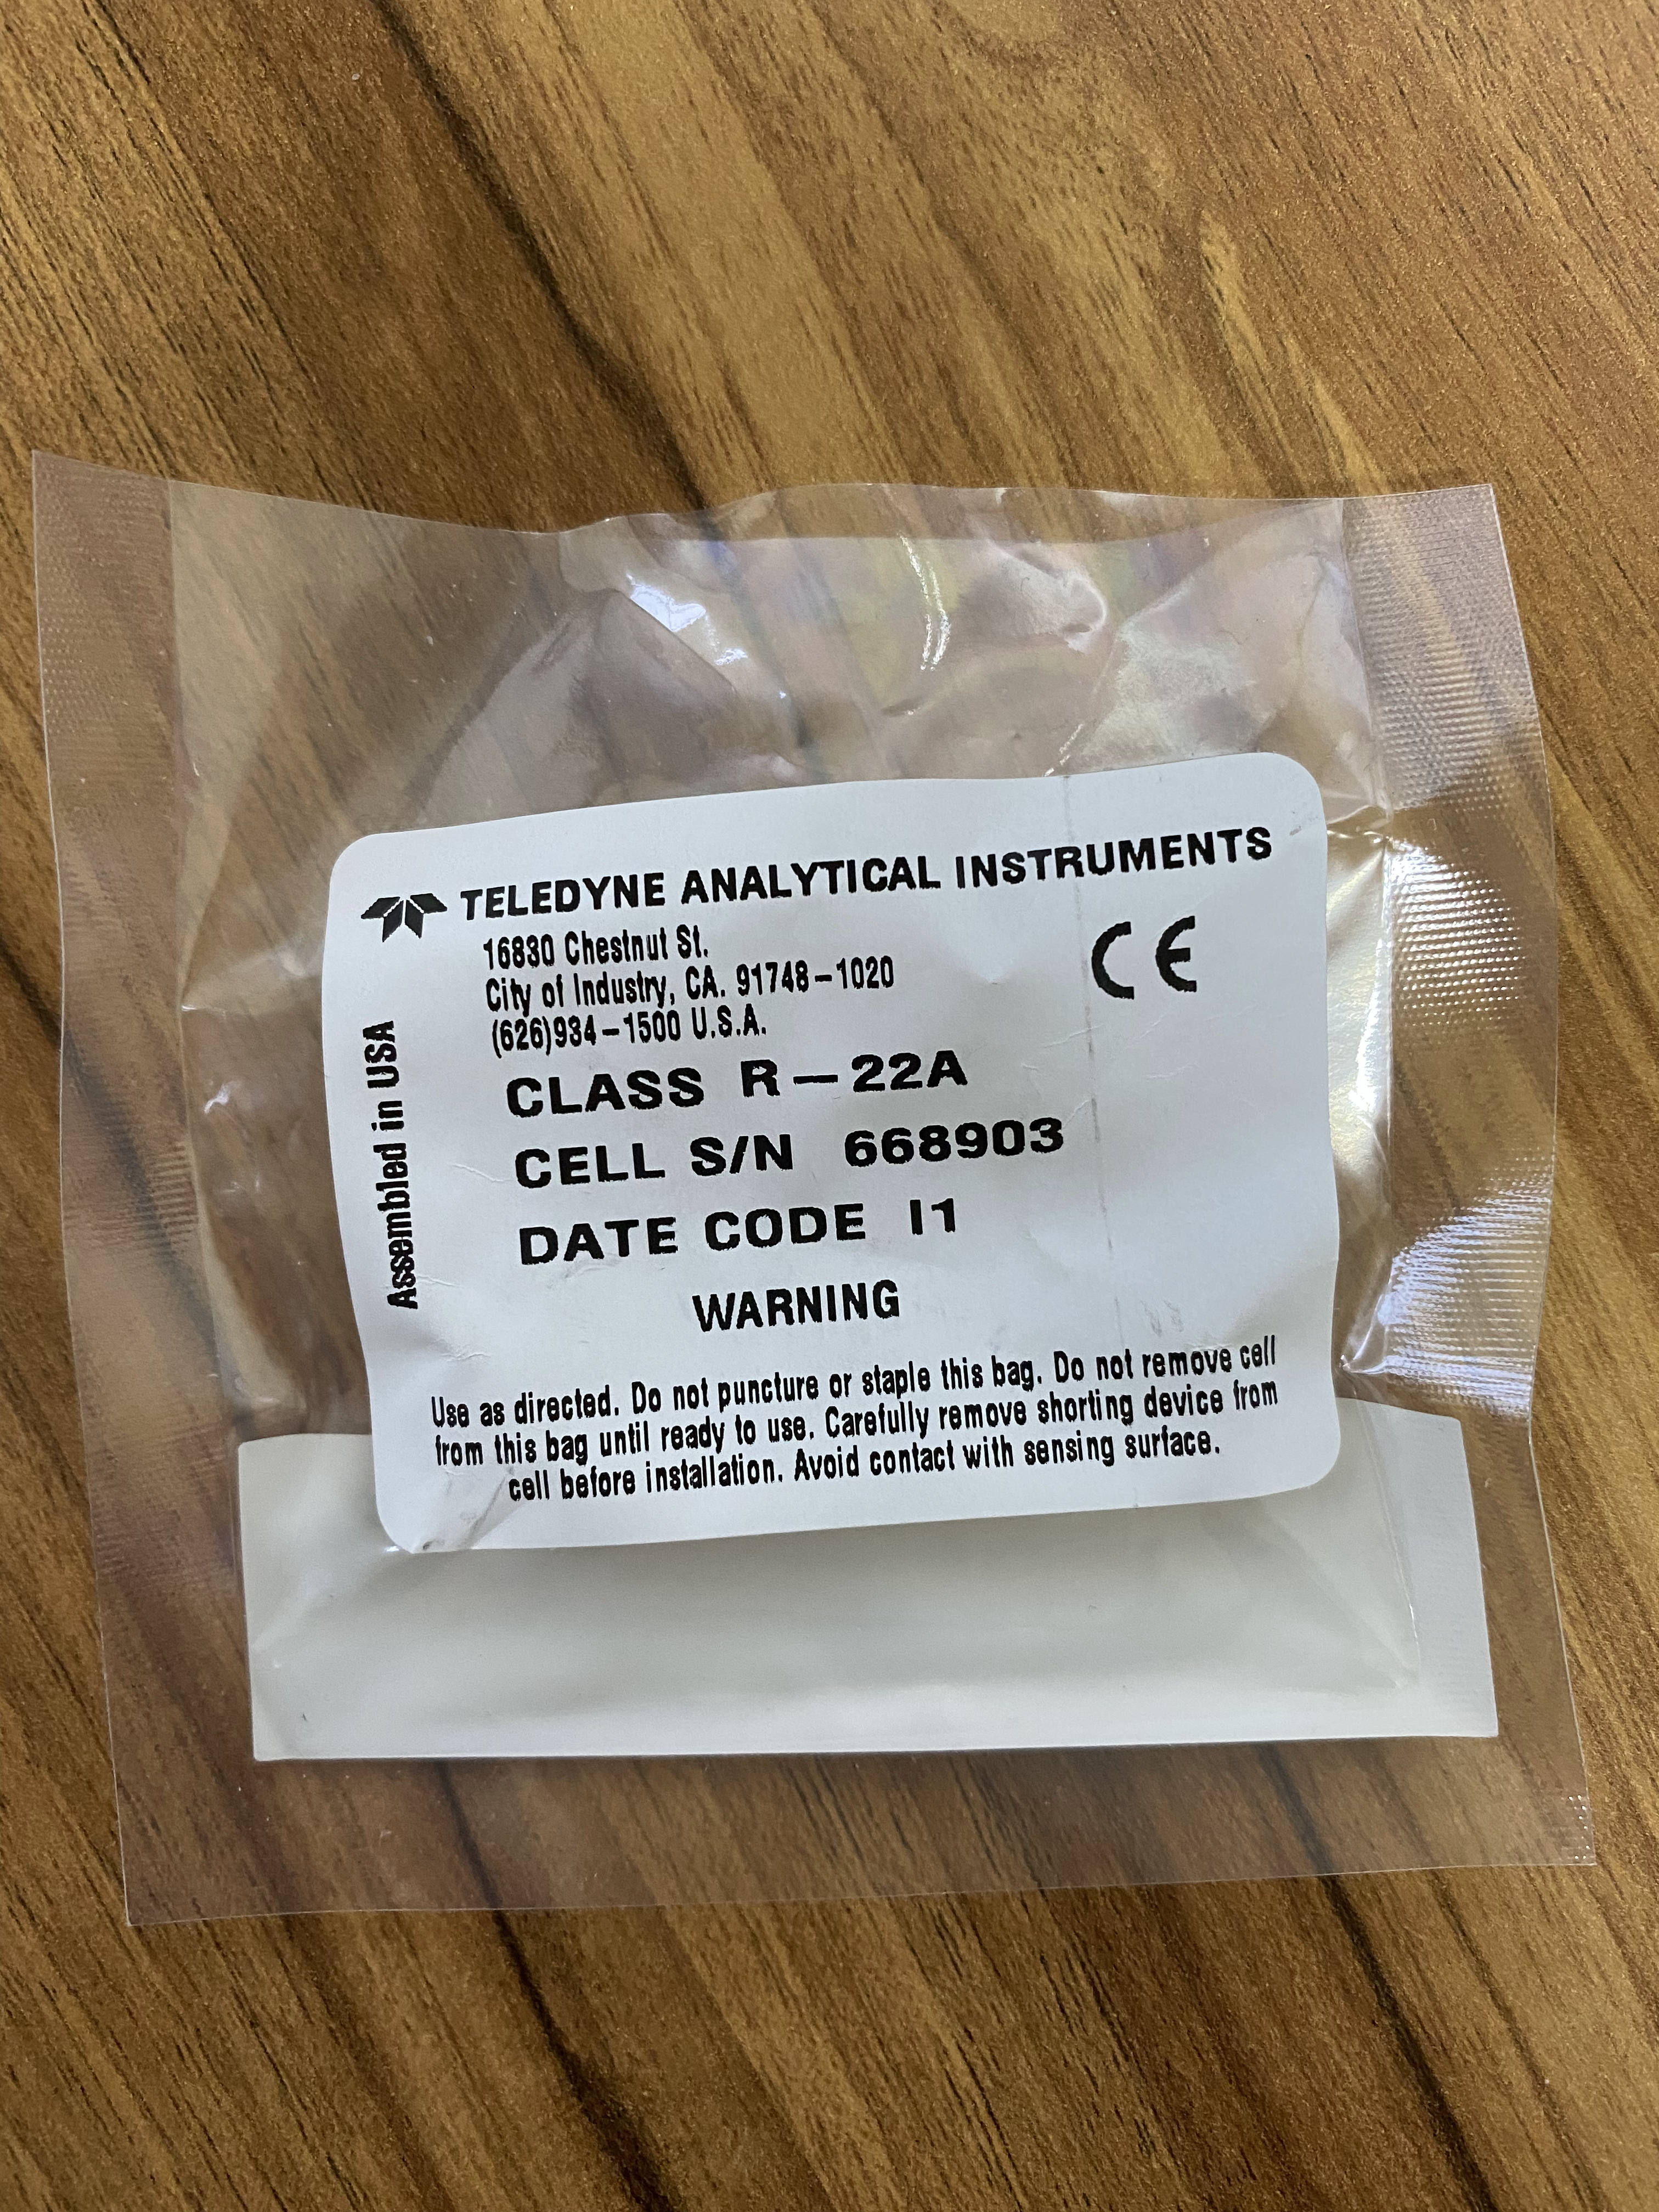 TELEDYNE ANALYTICAL INSTRUMENTS
16830 Chestnut St.
City of Industry, CA. 91748-1020
(626)934-1500 U.S.A.
CE
Assembled in USA
CLASS R-22A
CELL S/N 668903
DATE CODE I1
WARNING
Use as directed. Do not puncture or staple this bag. Do not remove cell
from this bag until ready to use. Carefully remove shorting device from
cell before installation. Avoid contact with sensing surface.